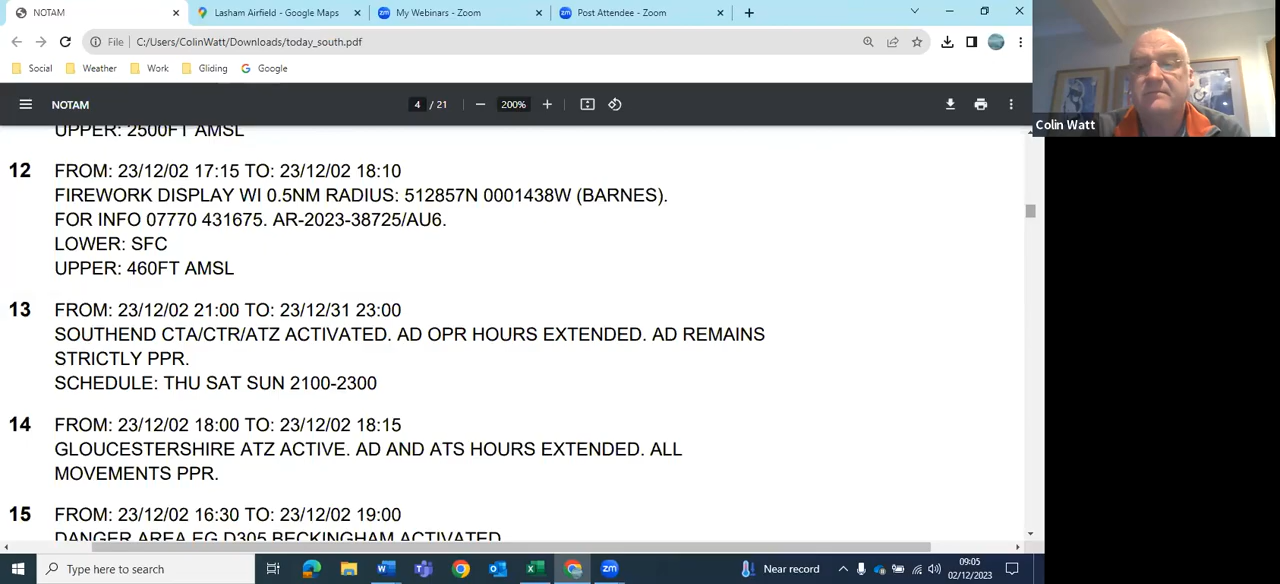 NOTAM
Lasham Airfield - Google Maps
My Webinars - Zoom
Post Attendee - Zoom
File
C:/Users/ColinWatt/Downloads/today_south.pdf
Social
Weather
Work
Gliding
Google
NOTAM
4 / 21
200%
Colin Watt
UPPER: 2500FT AMSL
12 FROM: 23/12/02 17:15 TO: 23/12/02 18:10
FIREWORK DISPLAY WI 0.5NM RADIUS: 512857N 0001438W (BARNES).
FOR INFO 07770 431675. AR-2023-38725/AU6.
LOWER: SFC
UPPER: 460FT AMSL
13 FROM: 23/12/02 21:00 TO: 23/12/31 23:00
SOUTHEND CTA/CTR/ATZ ACTIVATED. AD OPR HOURS EXTENDED. AD REMAINS
STRICTLY PPR.
SCHEDULE: THU SAT SUN 2100-2300
14 FROM: 23/12/02 18:00 TO: 23/12/02 18:15
GLOUCESTERSHIRE ATZ ACTIVE. AD AND ATS HOURS EXTENDED. ALL
MOVEMENTS PPR.
15 FROM: 23/12/02 16:30 TO: 23/12/02 19:00
DANGER AREA EG D305 BECKINGHAM ACTIVATED
Type here to search
Near record
09:05
02/12/2023